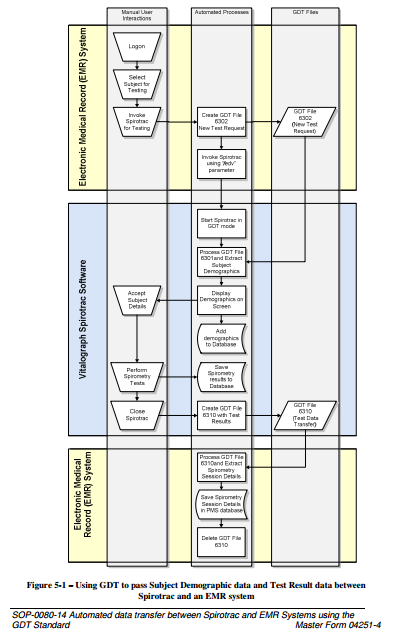 Manual User
Interactions
Automated Processes
GDT Files
Electronic Medical Record (EMR) System
Logon
Select
Subject for
Testing
Invoke
Spirotrac
for Testing
Create GDT File
6302
New Test Request
GDT File
6302
(New Test
Request)
Invoke Spirotrac
using "/edv"
parameter
Vitalograph Spirotrac Software
Start Spirotrac in
GDT mode
Process GDT File
6301and Extract
Subject
Demographics
Accept
Subject
Details
Display
Demographics on
Screen
Add
demographics
to Database
Perform
Spirometry
Tests
Save
Spirometry
results to
Database
Close
Spirotrac
Create GDT File
6310 with Test
Results
GDT File
6310
(Test Data
Transfer)
Electronic Medical
Record (EMR) System
Process GDT File
6310and Extract
Spirometry
Session Details
Save Spirometry
Session Details
in PMS database
Delete GDT File
6310
Figure 5-1 – Using GDT to pass Subject Demographic data and Test Result data between
Spirotrac and an EMR system
SOP-0080-14 Automated data transfer between Spirotrac and EMR Systems using the
GDT Standard Master Form 04251-4